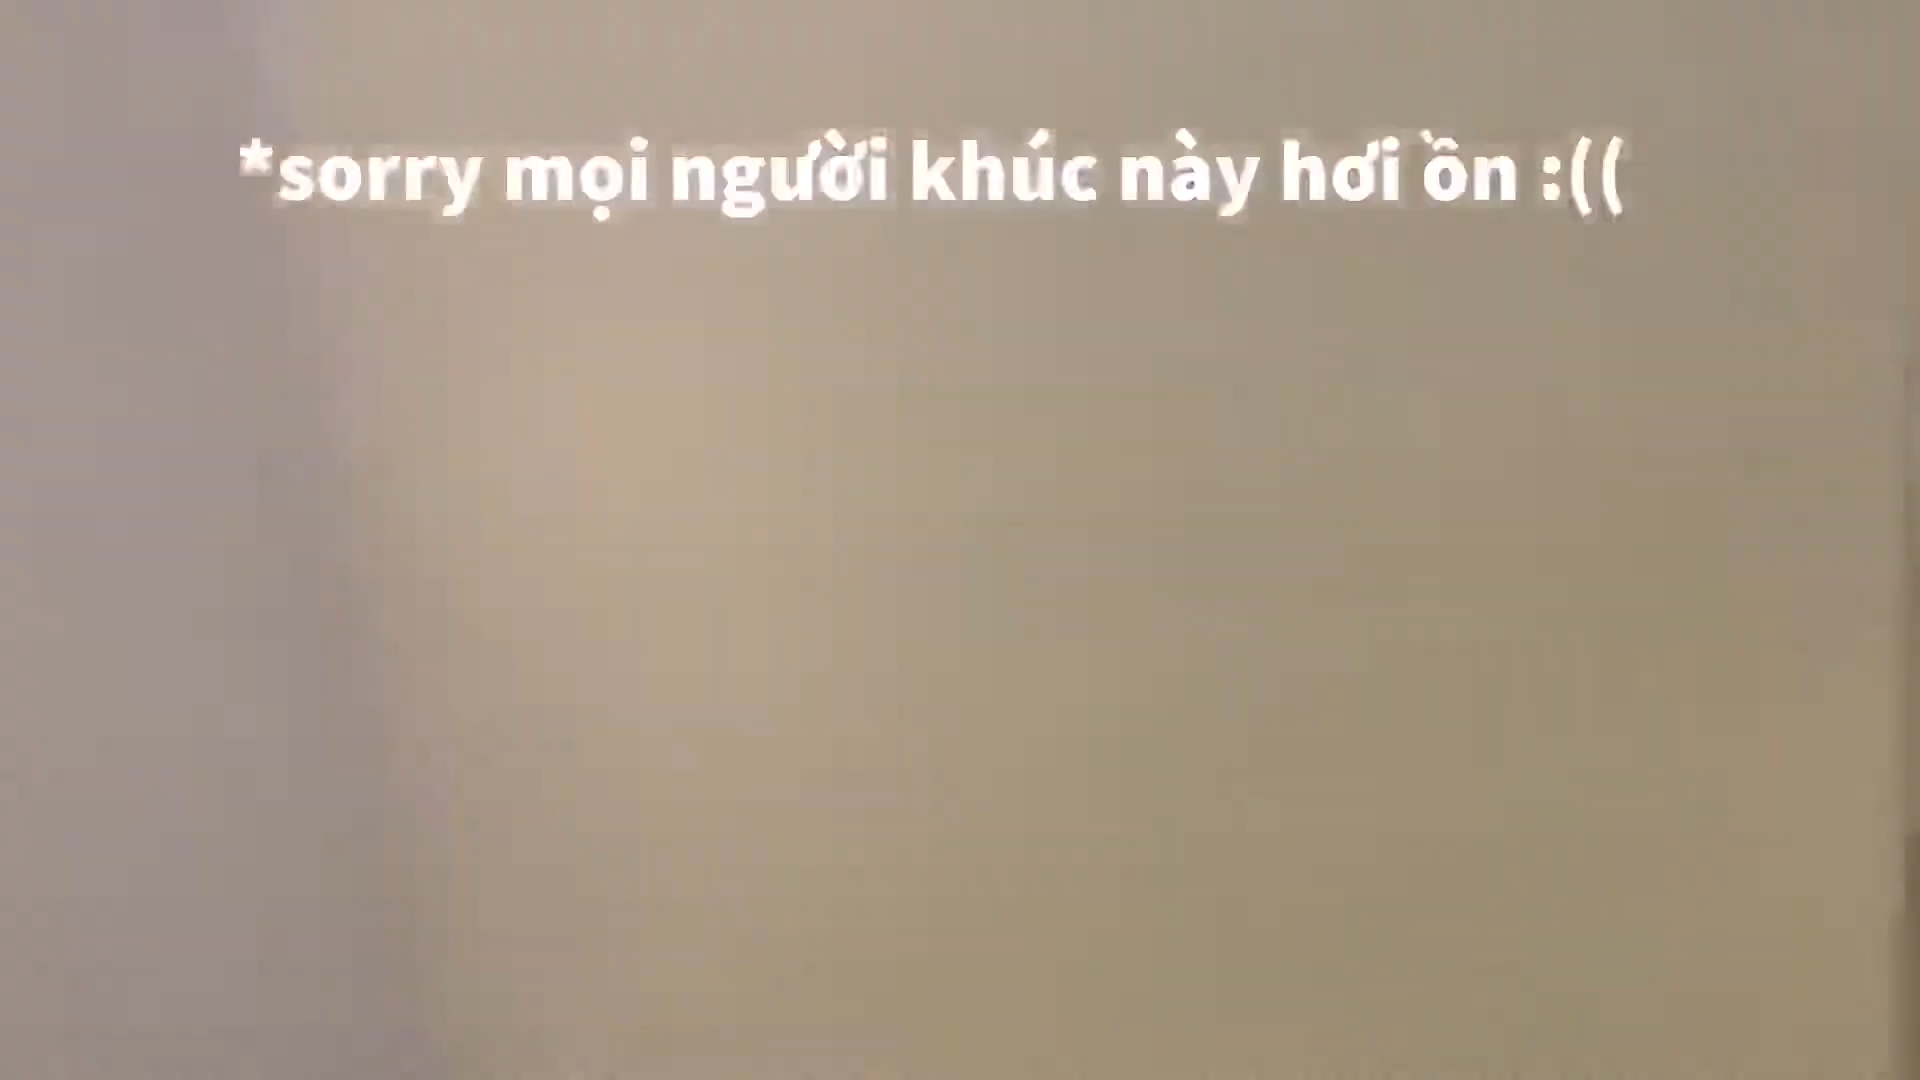 *sorry mọi người khúc này hơi ồn :((